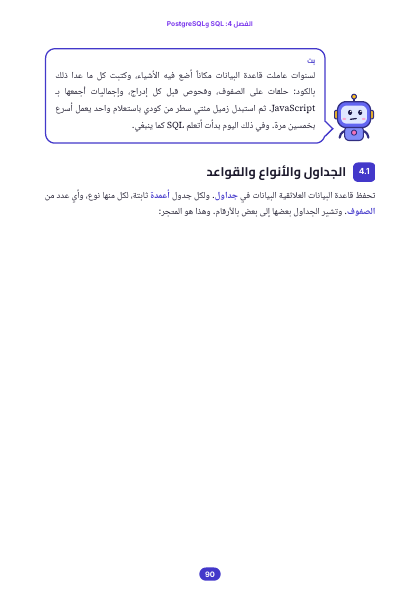 الفصل 4: SQL وPostgreSQL
بت
لسنوات عاملت قاعدة البيانات مكانًا أضع فيه الأشياء، وكتبت كل ما عدا ذلك
بالكود: حلقات على الصفوف، وفحوص قبل كل إدراج، وإجماليات أجمعها بـ
JavaScript. ثم استبدل زميل مئتي سطر من كودي باستعلام واحد يعمل أسرع
بخمسين مرة. وفي ذلك اليوم بدأت أتعلم SQL كما ينبغي.
4.1 الجداول والأنواع والقواعد
تحفظ قاعدة البيانات العلائقية البيانات في جداول. ولكل جدول أعمدة ثابتة، لكل منها نوع، وأي عدد من
الصفوف. وتشير الجداول بعضها إلى بعض بالأرقام. وهذا هو المتجر:
90